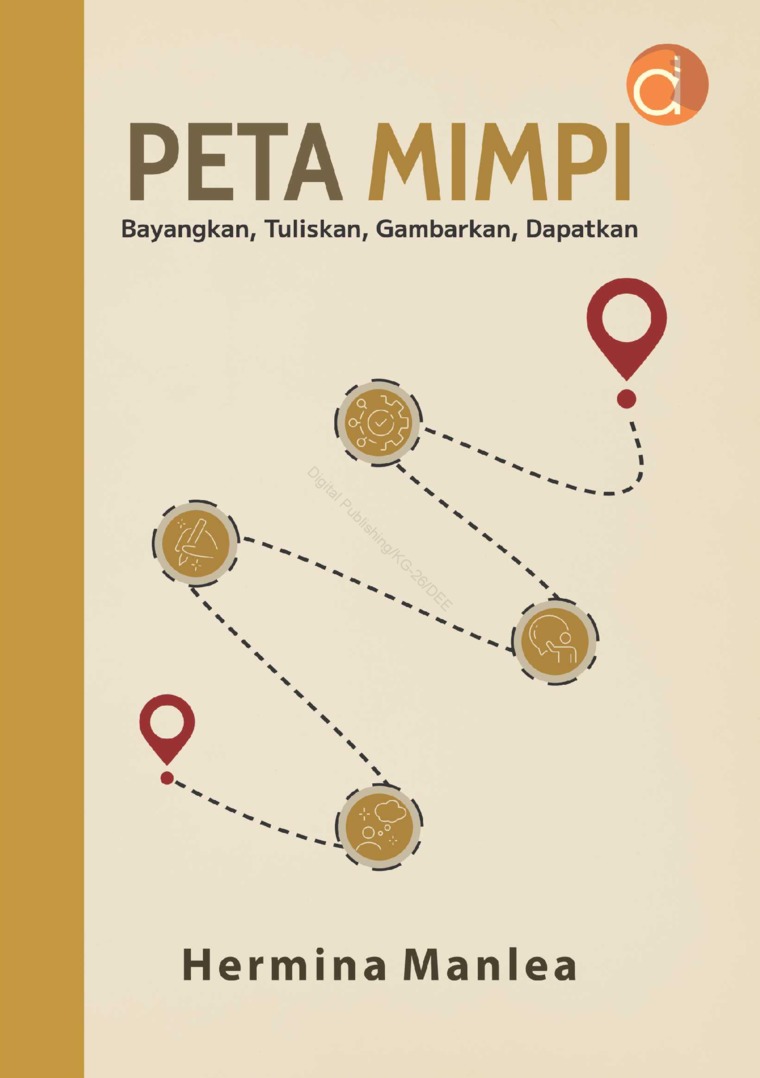 PETA MIMPI
Bayangkan, Tuliskan, Gambarkan, Dapatkan
Digital Publishing/KG-26/DEE
Hermina Manlea